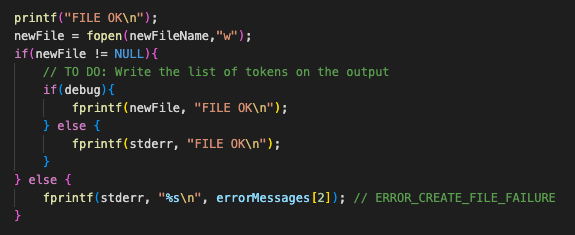 printf("FILE OK\n");
newFile = fopen(newFileName,"w");
if(newFile != NULL){
    // TO DO: Write the list of tokens on the output
    if(debug){
        fprintf(newFile, "FILE OK\n");
    } else {
        fprintf(stderr, "FILE OK\n");
    }
} else {
    fprintf(stderr, "%s\n", errorMessages[2]); // ERROR_CREATE_FILE_FAILURE
}